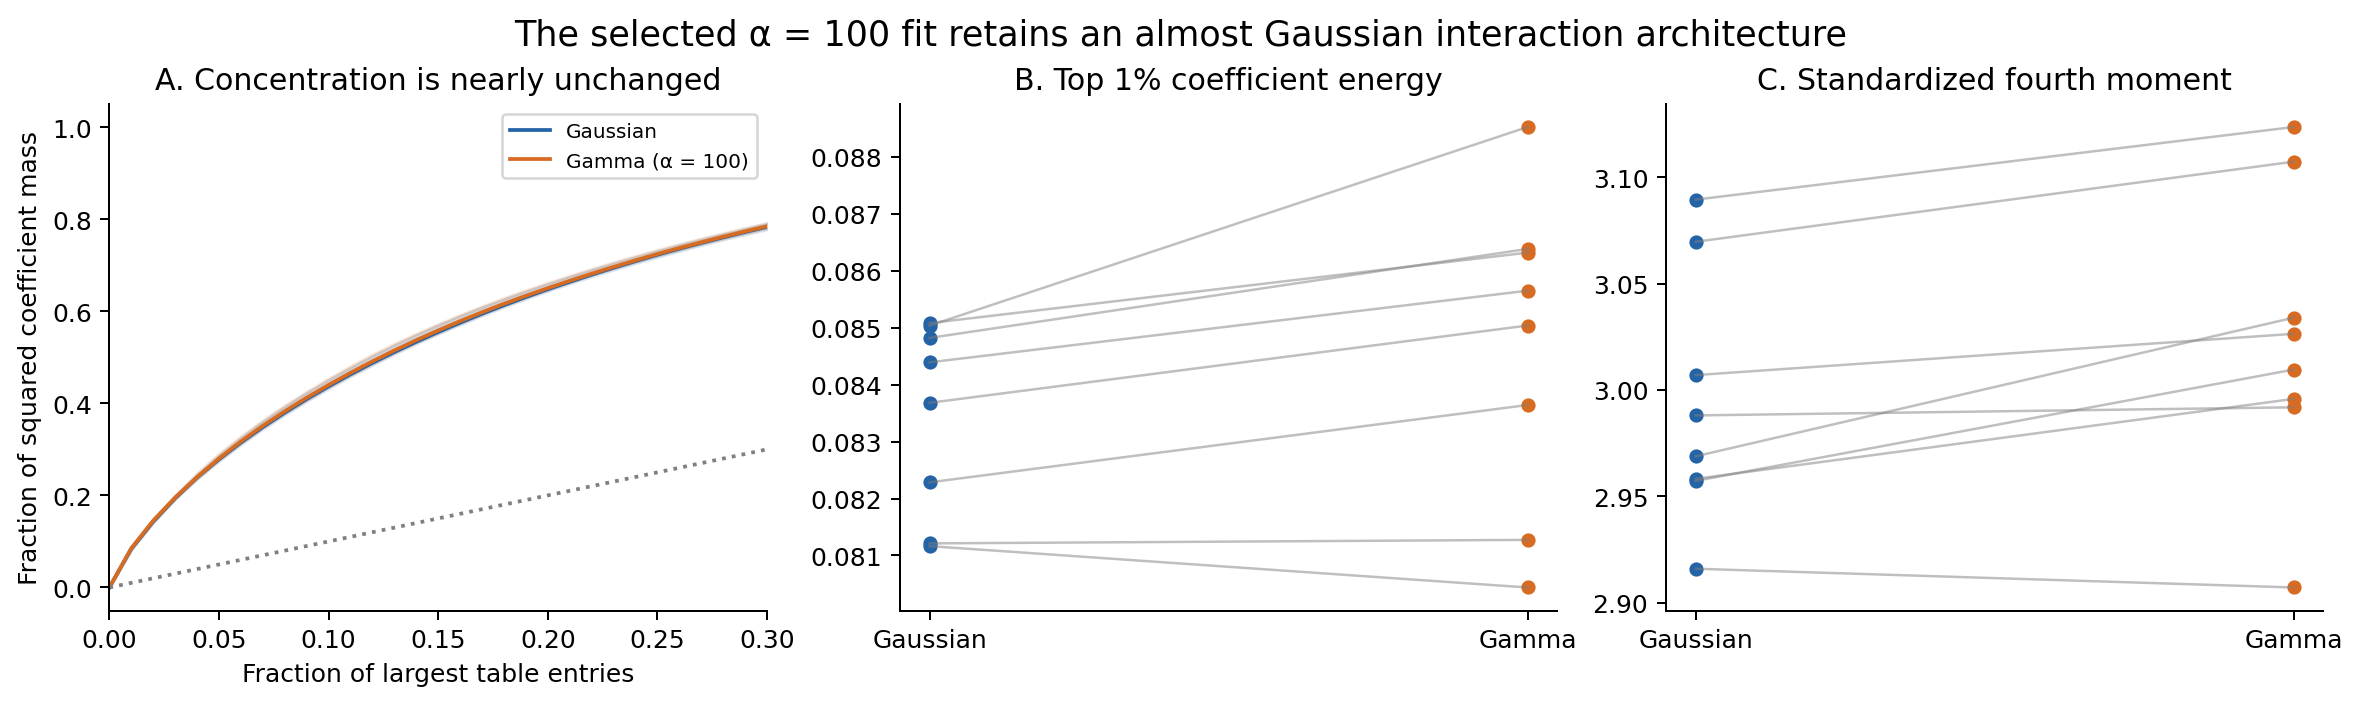 The selected α = 100 fit retains an almost Gaussian interaction architecture
A. Concentration is nearly unchanged
Fraction of squared coefficient mass
1.0
0.8
0.6
0.4
0.2
0.0
Gaussian
Gamma (α = 100)
0.00 0.05 0.10 0.15 0.20 0.25 0.30
Fraction of largest table entries
B. Top 1% coefficient energy
0.088
0.087
0.086
0.085
0.084
0.083
0.082
0.081
Gaussian Gamma
C. Standardized fourth moment
3.10
3.05
3.00
2.95
2.90
Gaussian Gamma